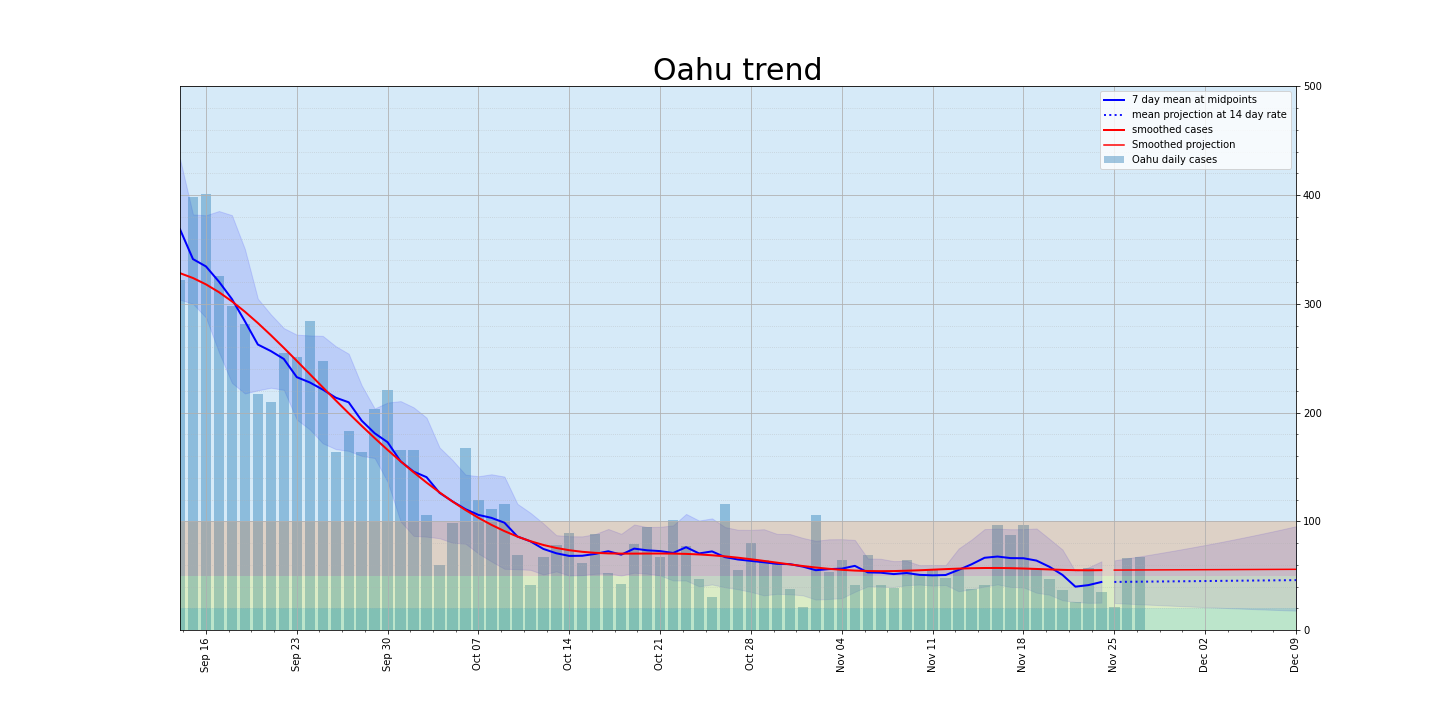 Oahu trend
7 day mean at midpoints
mean projection at 14 day rate
smoothed cases
Smoothed projection
Oahu daily cases
500
400
300
200
100
0
Sep 16
Sep 23
Sep 30
Oct 07
Oct 14
Oct 21
Oct 28
Nov 04
Nov 11
Nov 18
Nov 25
Dec 02
Dec 09